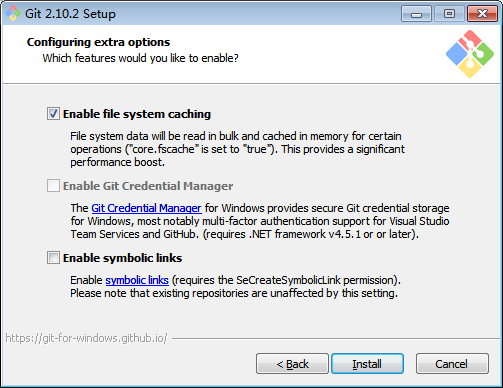 Git 2.10.2 Setup
Configuring extra options
Which features would you like to enable?
Enable file system caching
File system data will be read in bulk and cached in memory for certain
operations ("core.fscache" is set to "true"). This provides a significant
performance boost.
Enable Git Credential Manager
The Git Credential Manager for Windows provides secure Git credential storage
for Windows, most notably multi-factor authentication support for Visual Studio
Team Services and GitHub. (requires .NET framework v4.5.1 or or later).
Enable symbolic links
Enable symbolic links (requires the SeCreateSymbolicLink permission).
Please note that existing repositories are unaffected by this setting.
https://git-for-windows.github.io/
< Back
Install
Cancel